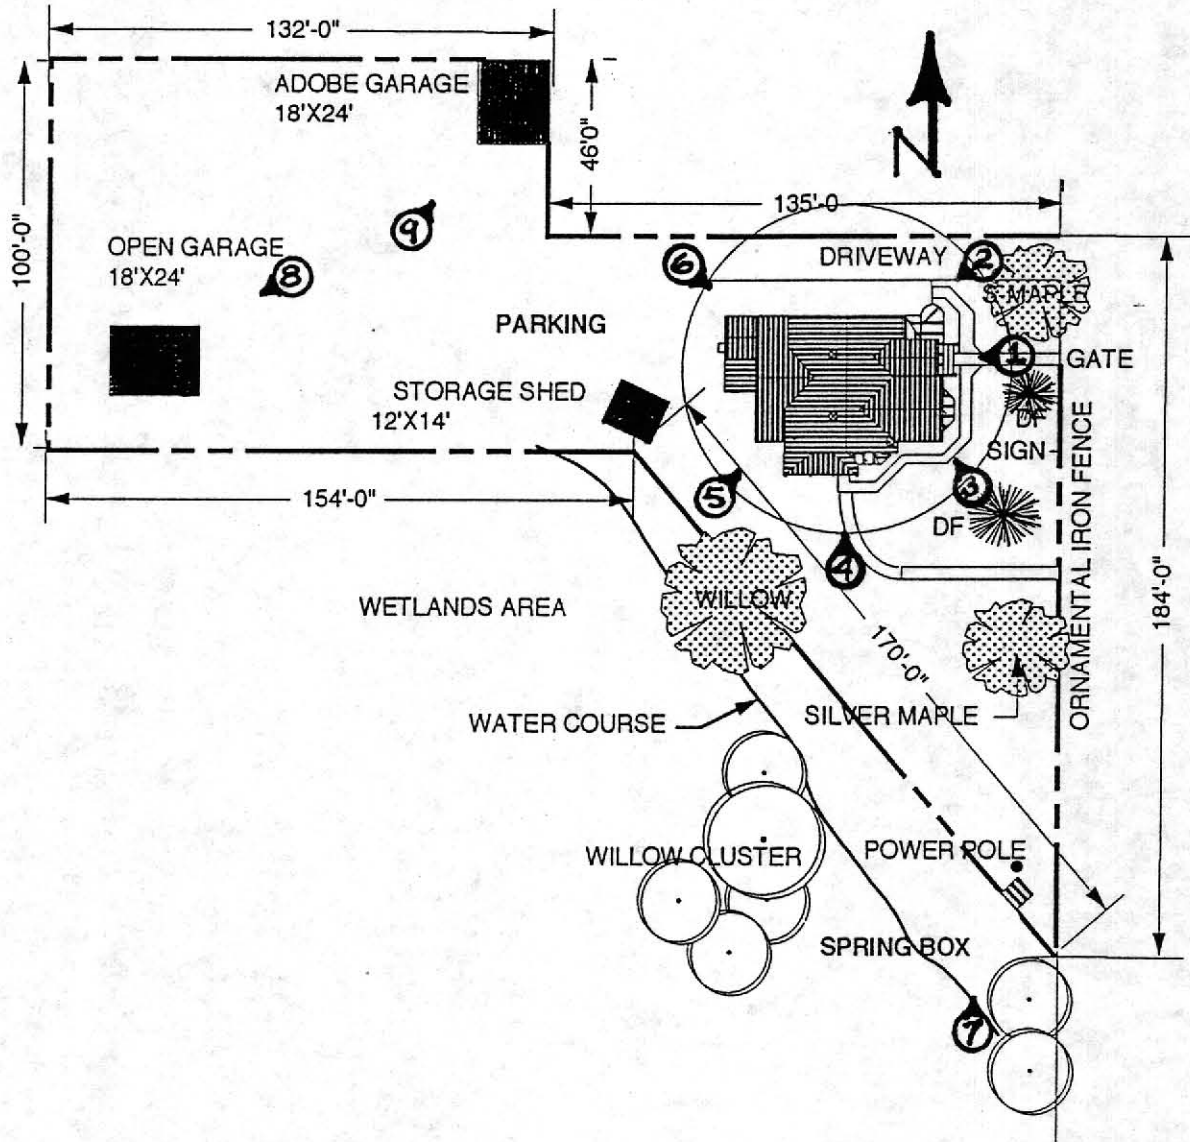 132'-0"
ADOBE GARAGE
18'X24'
46'0"
N
135'-0
100'-0"
9
OPEN GARAGE
18'X24'
8
6
DRIVEWAY
2
S-MAPLE
PARKING
1
GATE
STORAGE SHED
12'X14'
DF
SIGN
ORNAMENTAL IRON FENCE
154'-0"
5
3
DF
4
184'-0"
WETLANDS AREA
WILLOW
170'-0"
WATER COURSE
SILVER MAPLE
WILLOW CLUSTER
POWER POLE
SPRING BOX
7